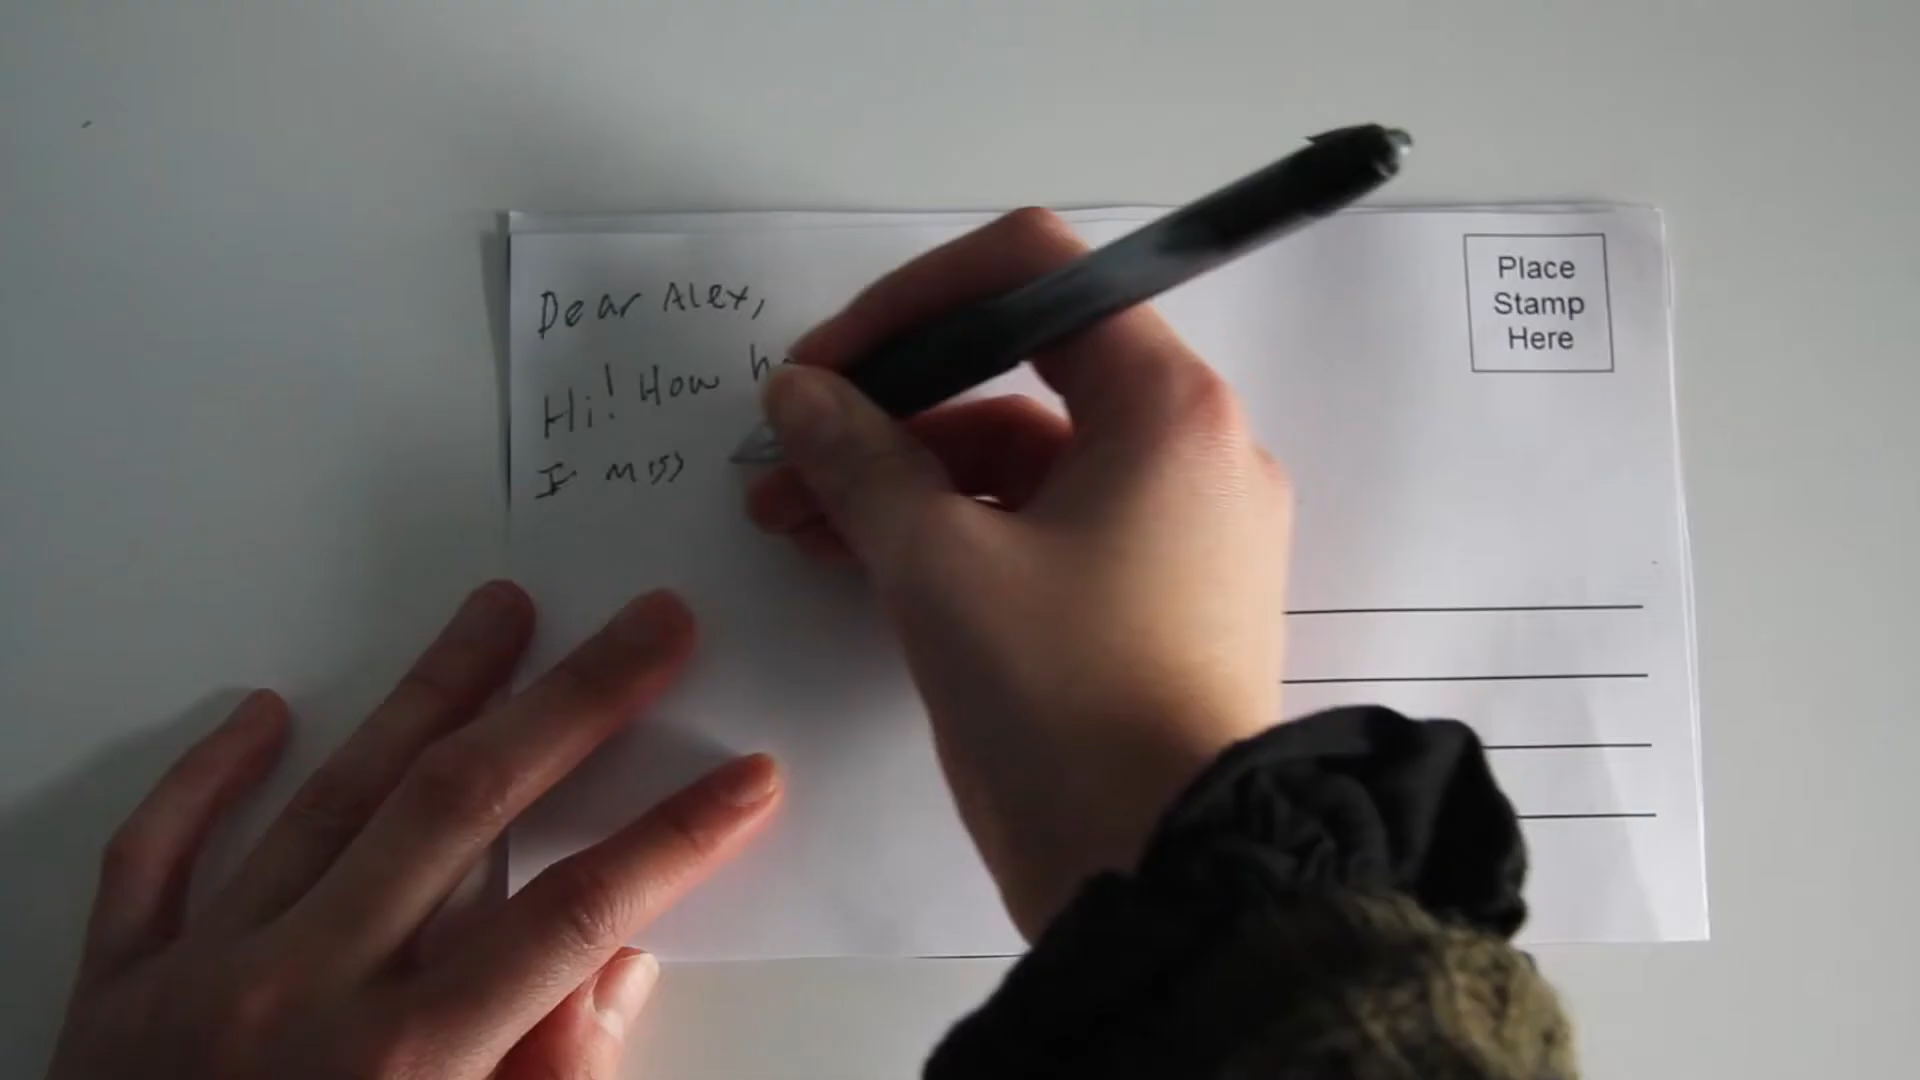 Dear Alex,
Hi! How
I miss
Place
Stamp
Here